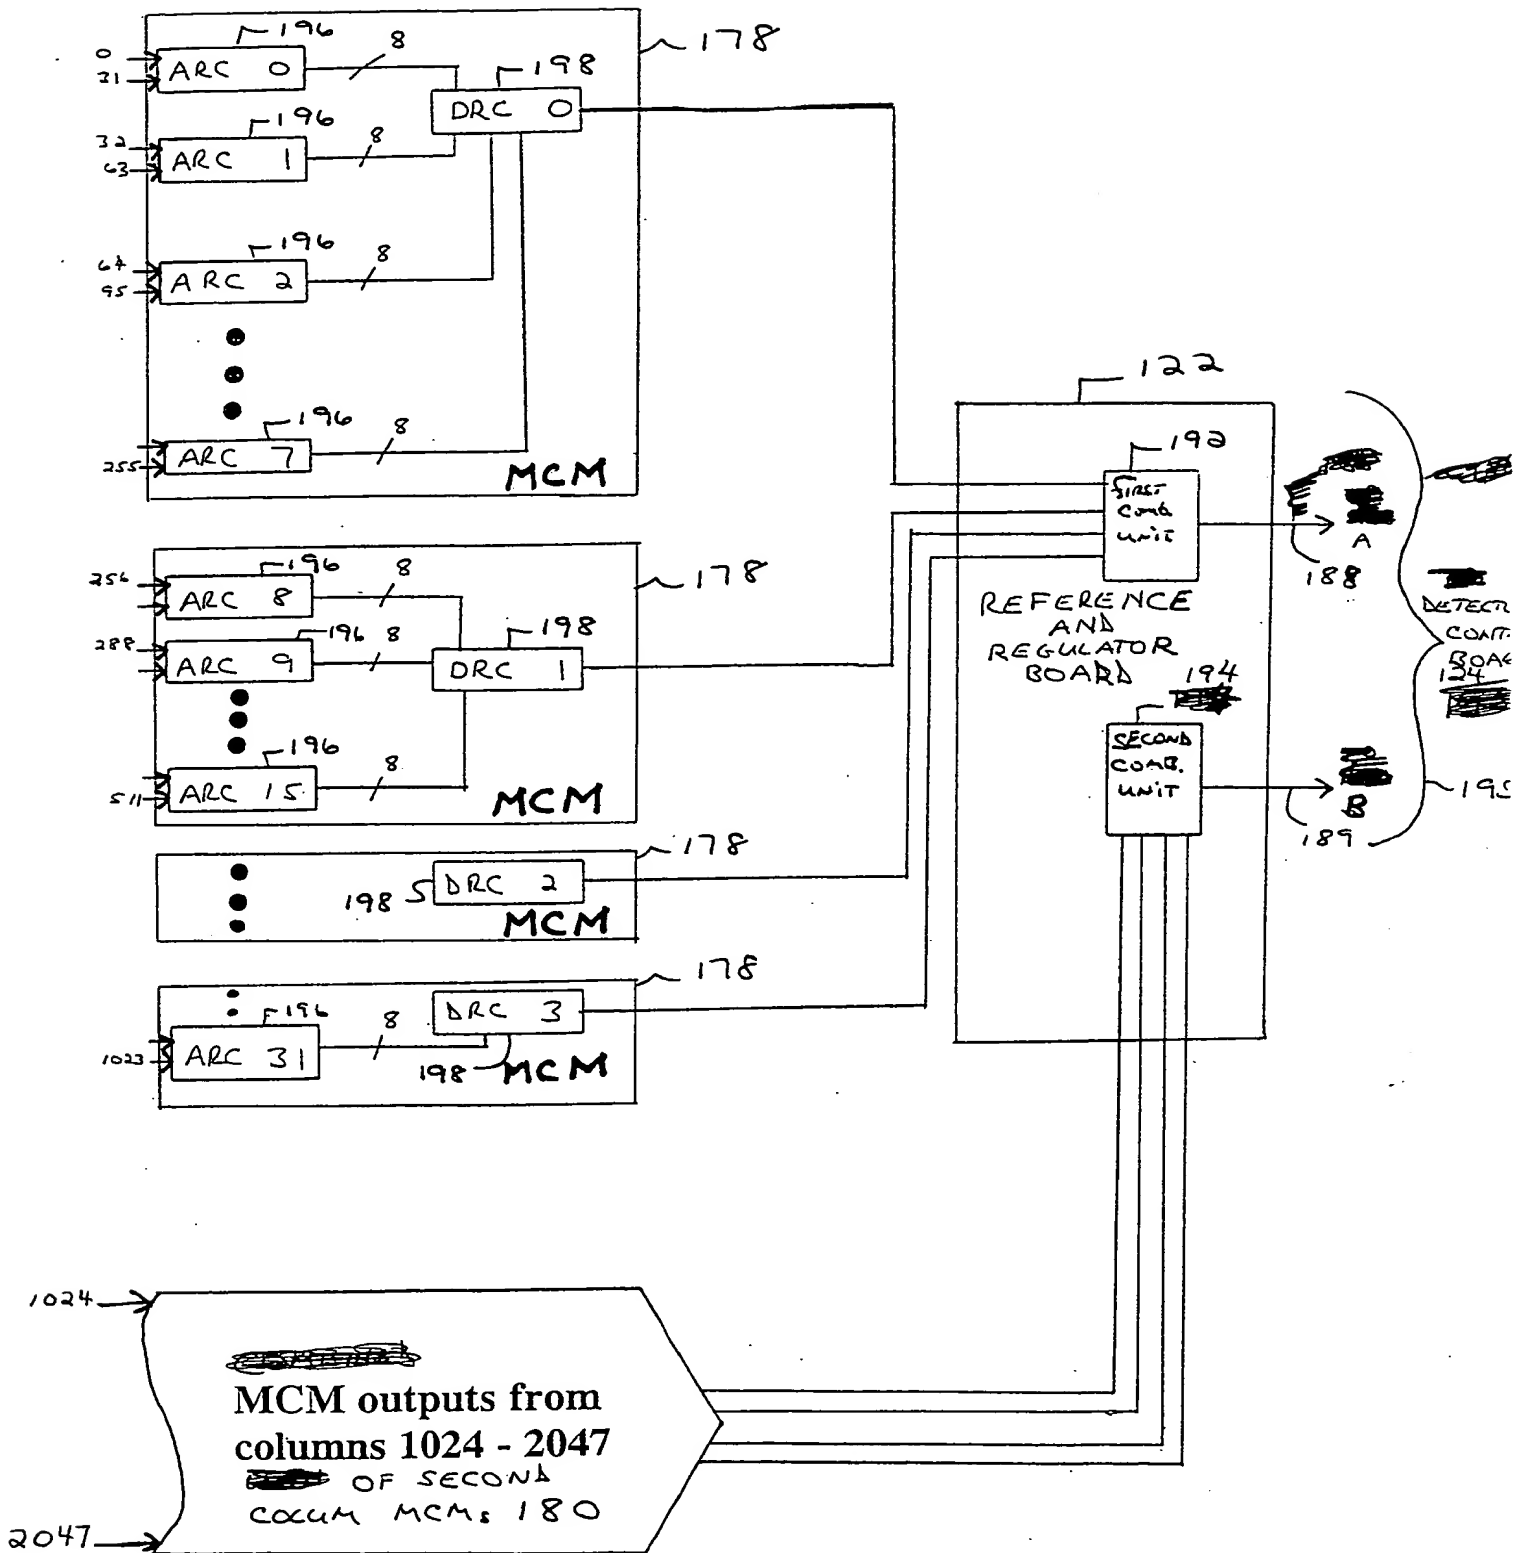 196
8
178
0
31
ARC 0
198
DRC 0
196
32
63
ARC 1
8
196
64
95
ARC 2
8
196
255
ARC 7
8
MCM
122
192
FIRST
COMB.
UNIT
A
188
REFERENCE
AND
REGULATOR
BOARD
194
SECOND
COMB.
UNIT
B
189
CONT.
124
178
196
256
ARC 8
8
196
288
ARC 9
8
198
DRC 1
196
511
ARC 15
8
MCM
178
198
DRC 2
MCM
178
196
1023
ARC 31
8
DRC 3
198
MCM
1024
MCM outputs from
columns 1024 - 2047
OF SECOND
COLUM MCMs 180
2047